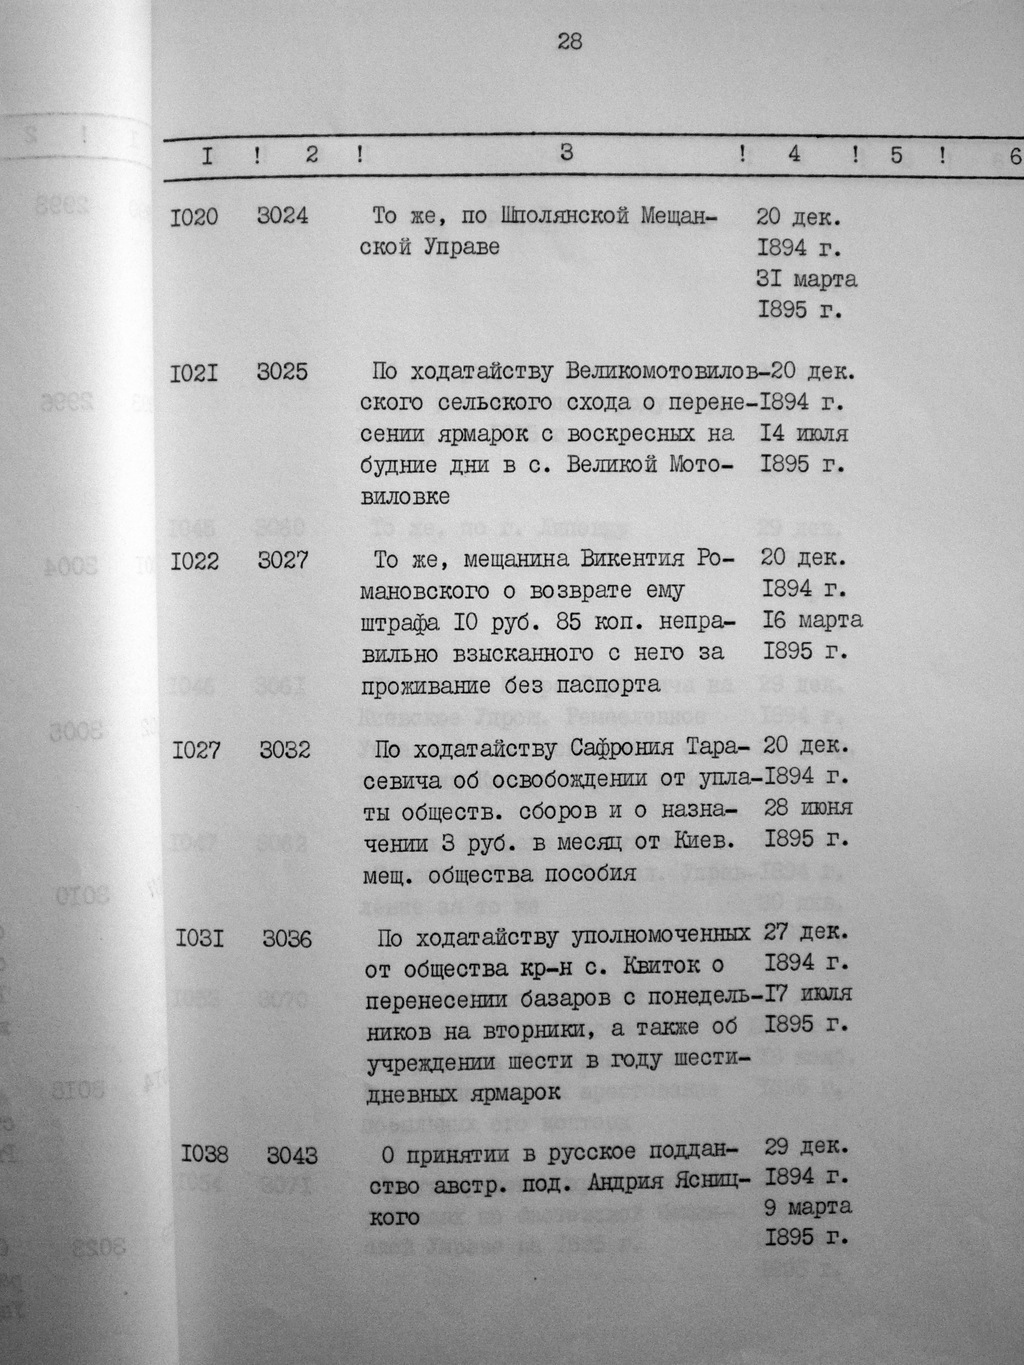 28
I ! 2 ! 3 ! 4 ! 5 ! 6
I020 3024 То же, по Шполянской Мещан- 20 дек.
ской Управе I894 г.
3I марта
I895 г.
I02I 3025 По ходатайству Великомотовилов-20 дек.
ского сельского схода о перене-I894 г.
сении ярмарок с воскресных на I4 июля
будние дни в с. Великой Мото- I895 г.
виловке
I022 3027 То же, мещанина Викентия Ро- 20 дек.
мановского о возврате ему I894 г.
штрафа I0 руб. 85 коп. непра- I6 марта
вильно взысканного с него за I895 г.
проживание без паспорта
I027 3032 По ходатайству Сафрония Тара- 20 дек.
севича об освобождении от упла-I894 г.
ты обществ. сборов и о назна- 28 июня
чении 3 руб. в месяц от Киев. I895 г.
мещ. общества пособия
I03I 3036 По ходатайству уполномоченных 27 дек.
от общества кр-н с. Квиток о I894 г.
перенесении базаров с понедель-I7 июля
ников на вторники, а также об I895 г.
учреждении шести в году шести-
дневных ярмарок
I038 3043 О принятии в русское поддан- 29 дек.
ство австр. под. Андрия Ясниц- I894 г.
кого 9 марта
I895 г.